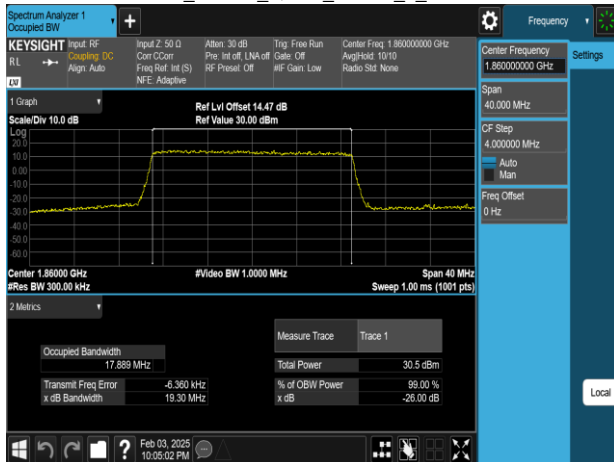 Spectrum Analyzer 1
Occupied BW
+
Frequency
KEYSIGHT
RL
LXI
Input: RF
Coupling: DC
Align: Auto
Input Z: 50 Ω
Corr CCorr
Freq Ref: Int (S)
NFE: Adaptive
Atten: 30 dB
Pre: Int off, LNA off
RF Presel: Off
Trig: Free Run
Gate: Off
#IF Gain: Low
Center Freq: 1.860000000 GHz
Avg|Hold: 10/10
Radio Std: None
Center Frequency
1.860000000 GHz
Settings
Span
40.000 MHz
CF Step
4.000000 MHz
Auto
Man
Freq Offset
0 Hz
Local
1 Graph
Scale/Div 10.0 dB
Ref Lvl Offset 14.47 dB
Ref Value 30.00 dBm
Log
20.0
10.0
0.00
-10.0
-20.0
-30.0
-40.0
-50.0
-60.0
Center 1.86000 GHz
#Res BW 300.00 kHz
#Video BW 1.0000 MHz
Span 40 MHz
Sweep 1.00 ms (1001 pts)
2 Metrics
Measure Trace Trace 1
Occupied Bandwidth
17.889 MHz
Total Power 30.5 dBm
Transmit Freq Error -6.360 kHz
% of OBW Power 99.00 %
x dB Bandwidth 19.30 MHz
x dB -26.00 dB
?
Feb 03, 2025
10:05:02 PM